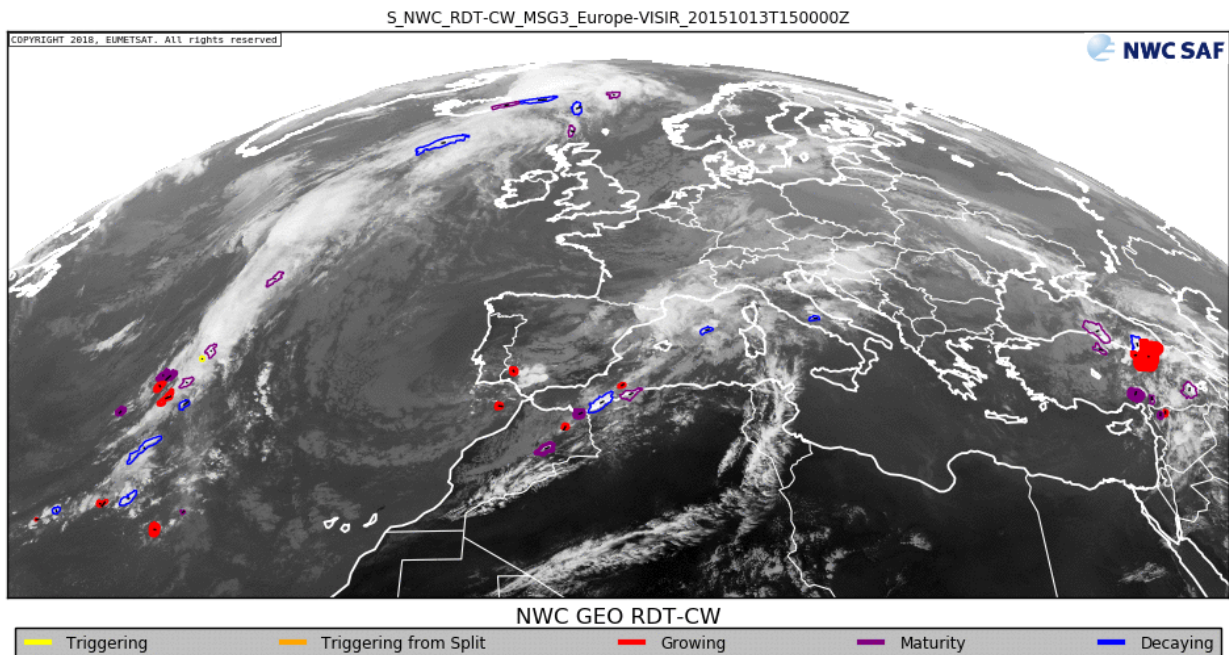 S_NWC_RDT-CW_MSG3_Europe-VISIR_20151013T150000Z
COPYRIGHT 2018, EUMETSAT. All rights reserved
NWC SAF
NWC GEO RDT-CW
Triggering Triggering from Split Growing Maturity Decaying